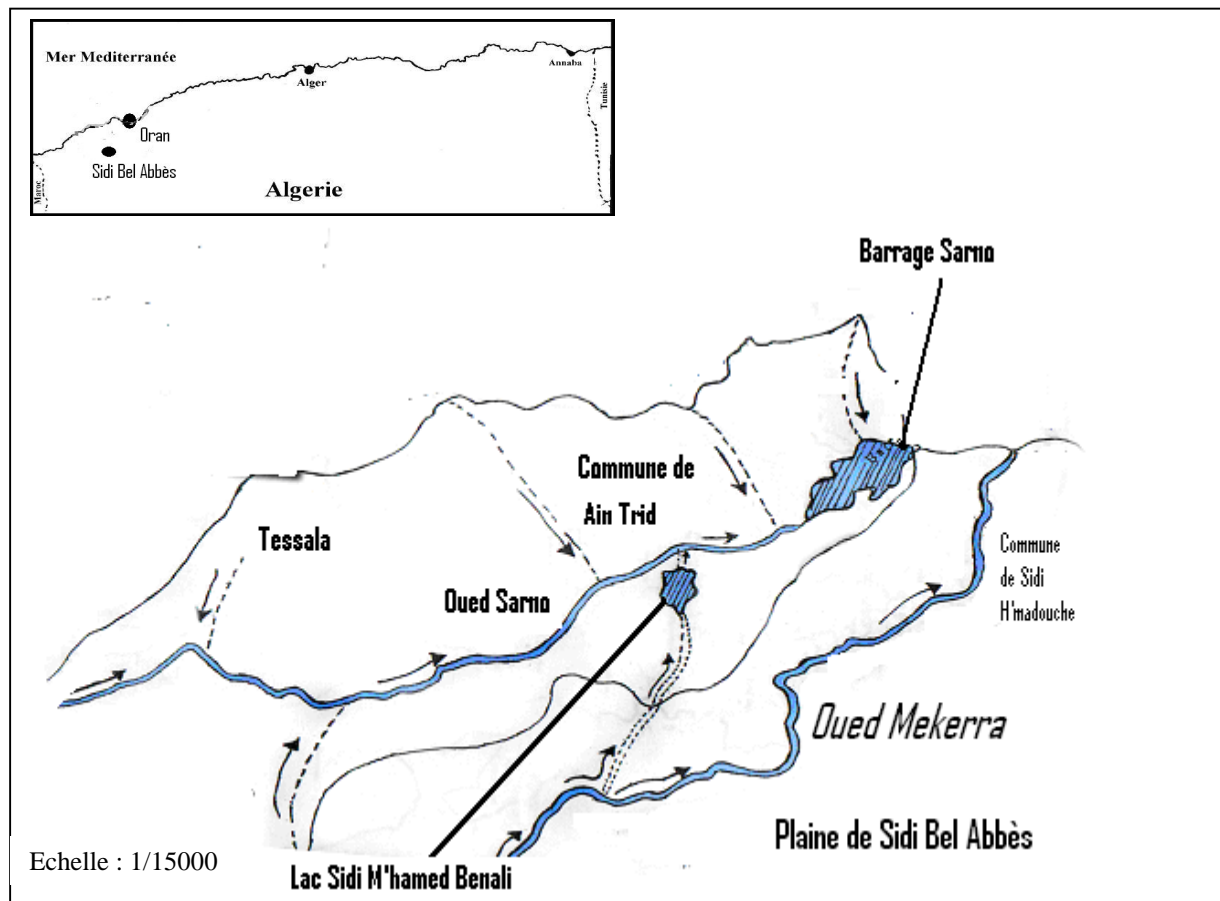 Mer Mediterranée
Annaba
Alger
Tunisie
Oran
Sidi Bel Abbès
Maroc
Algerie
Barrage Sarno
Commune de
Ain Trid
Tessala
Oued Sarno
Commune
de Sidi
H'madouche
Oued Mekerra
Plaine de Sidi Bel Abbès
Echelle : 1/15000
Lac Sidi M'hamed Benali